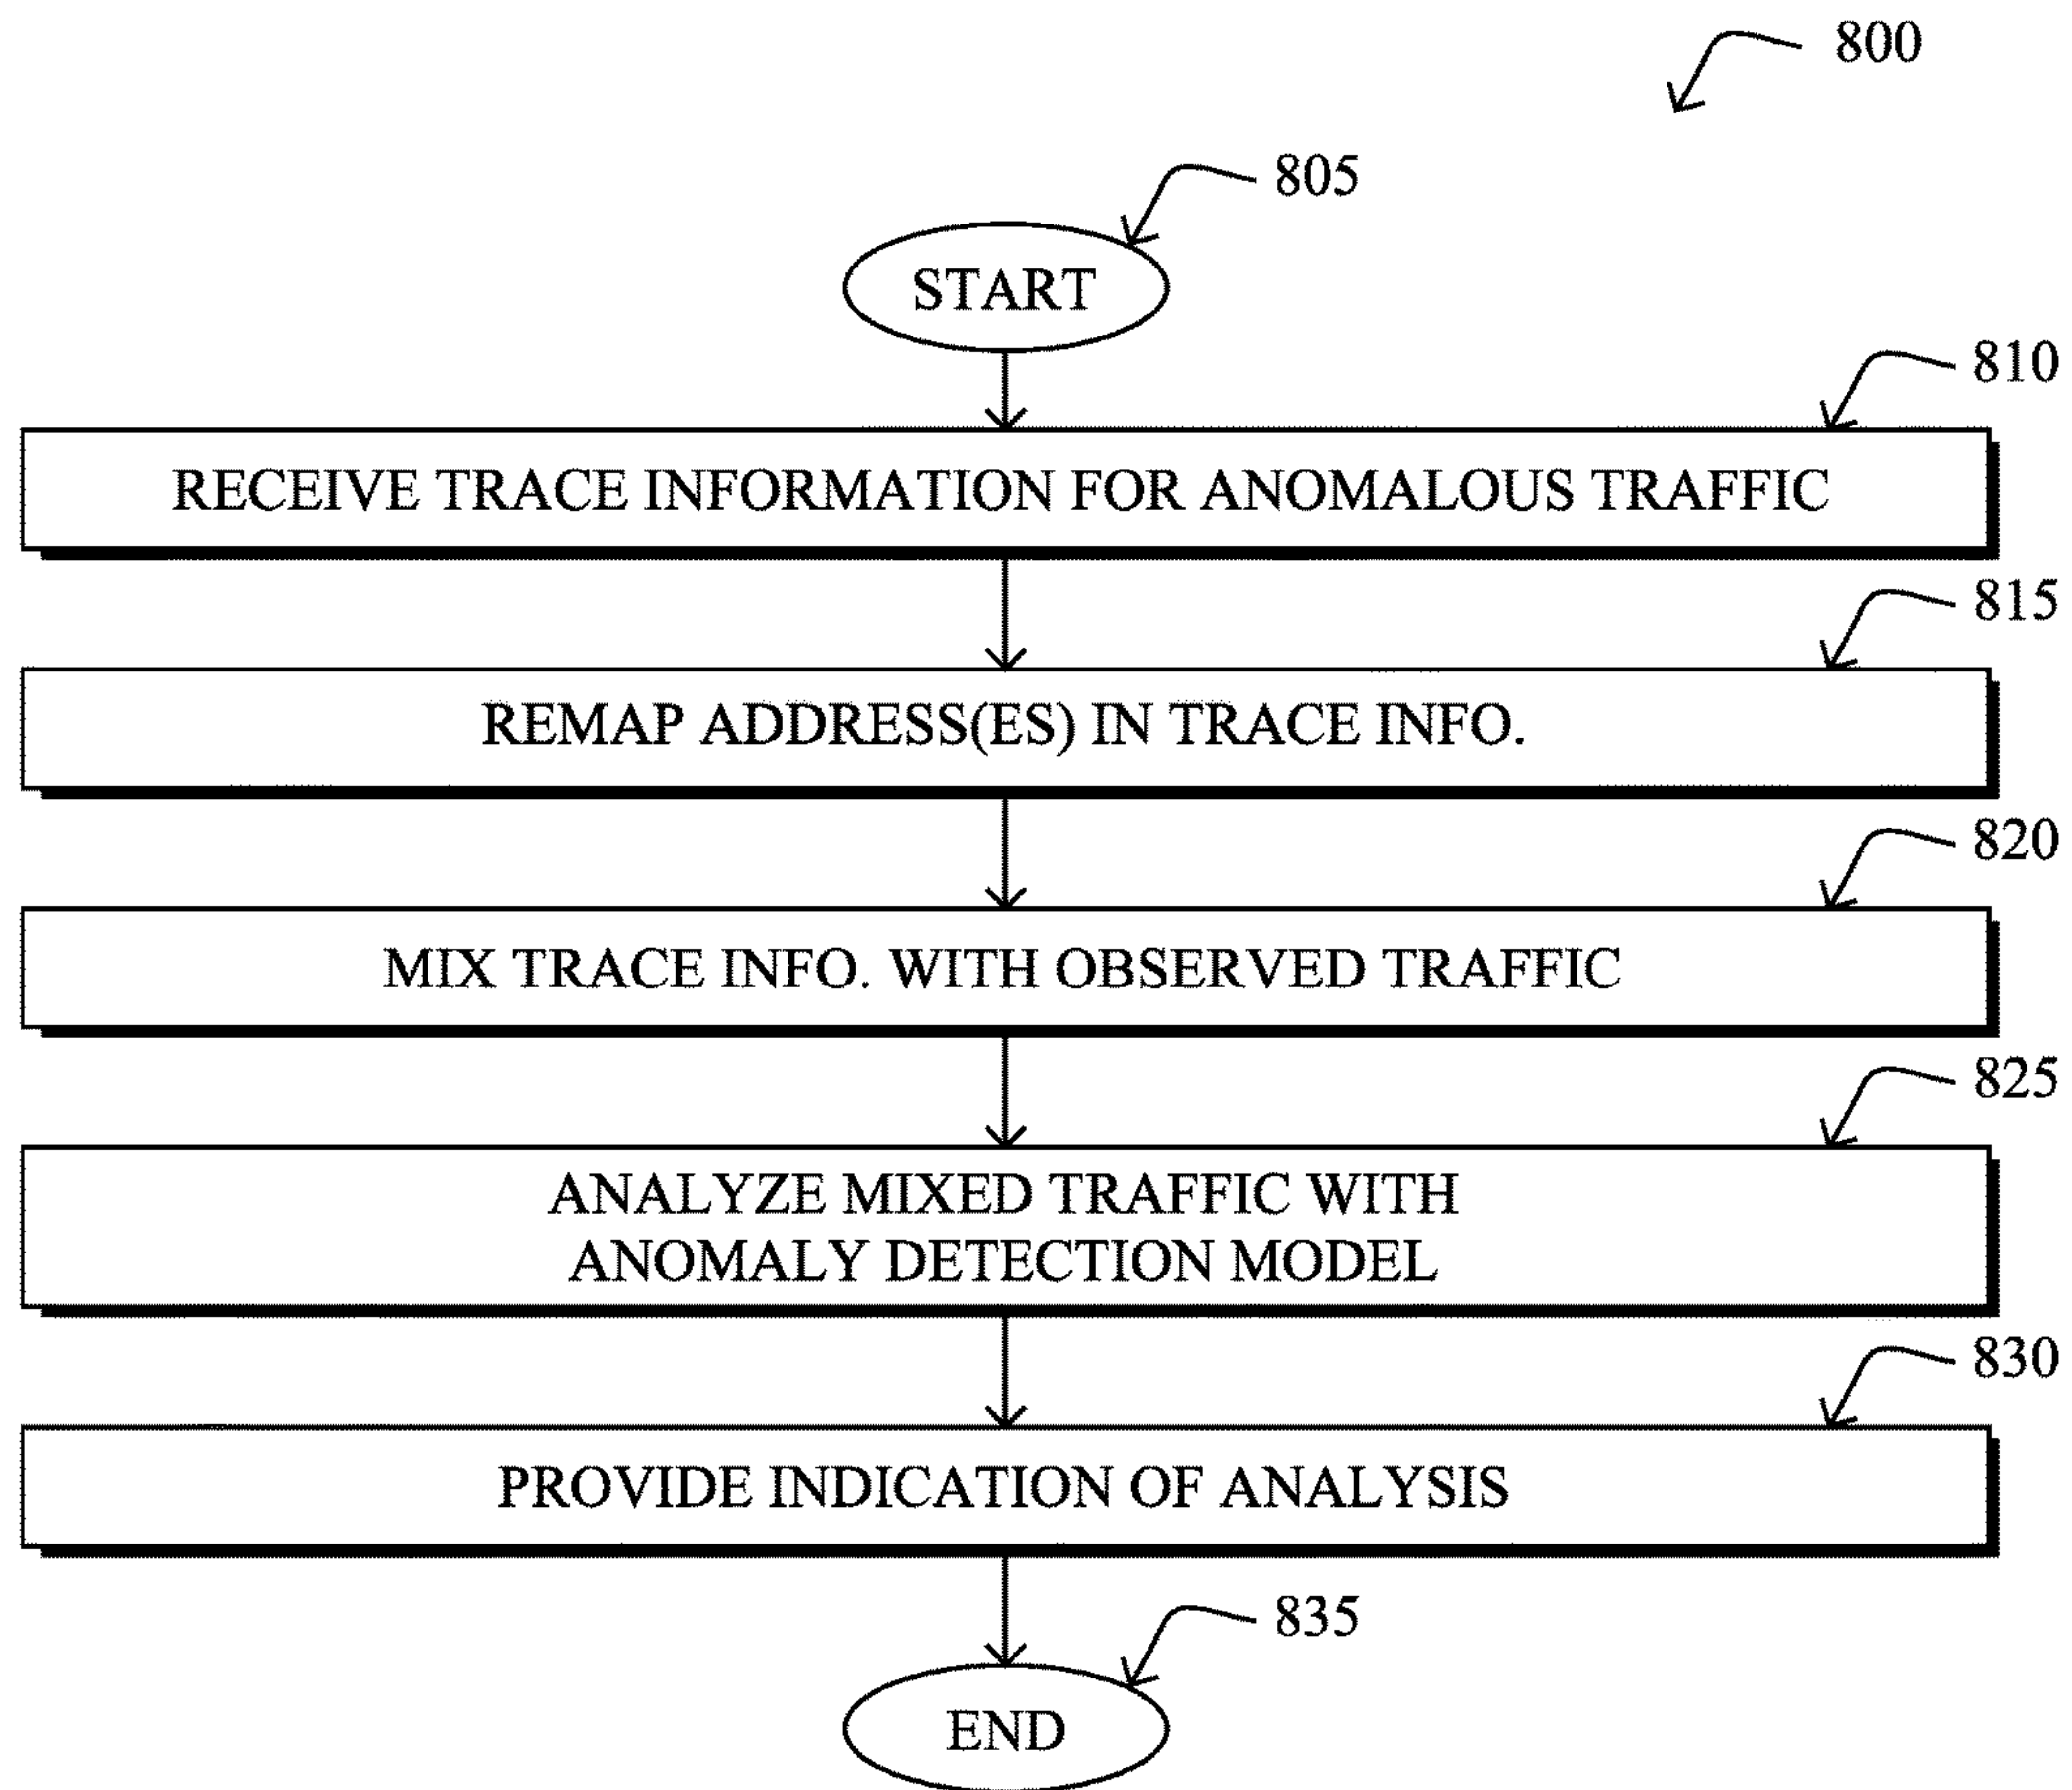 800
805
START
810
RECEIVE TRACE INFORMATION FOR ANOMALOUS TRAFFIC
815
REMAP ADDRESS(ES) IN TRACE INFO.
820
MIX TRACE INFO. WITH OBSERVED TRAFFIC
825
ANALYZE MIXED TRAFFIC WITH
ANOMALY DETECTION MODEL
830
PROVIDE INDICATION OF ANALYSIS
835
END